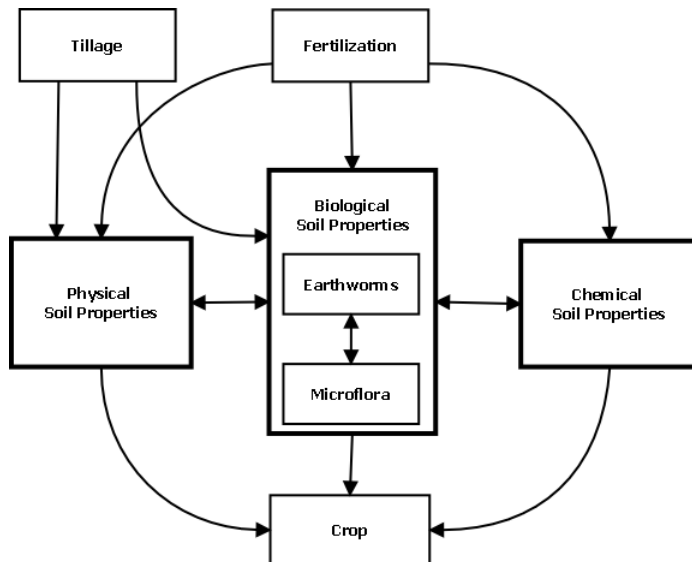 Tillage
Fertilization
Biological
Soil Properties
Earthworms
Physical
Soil Properties
Chemical
Soil Properties
Microflora
Crop